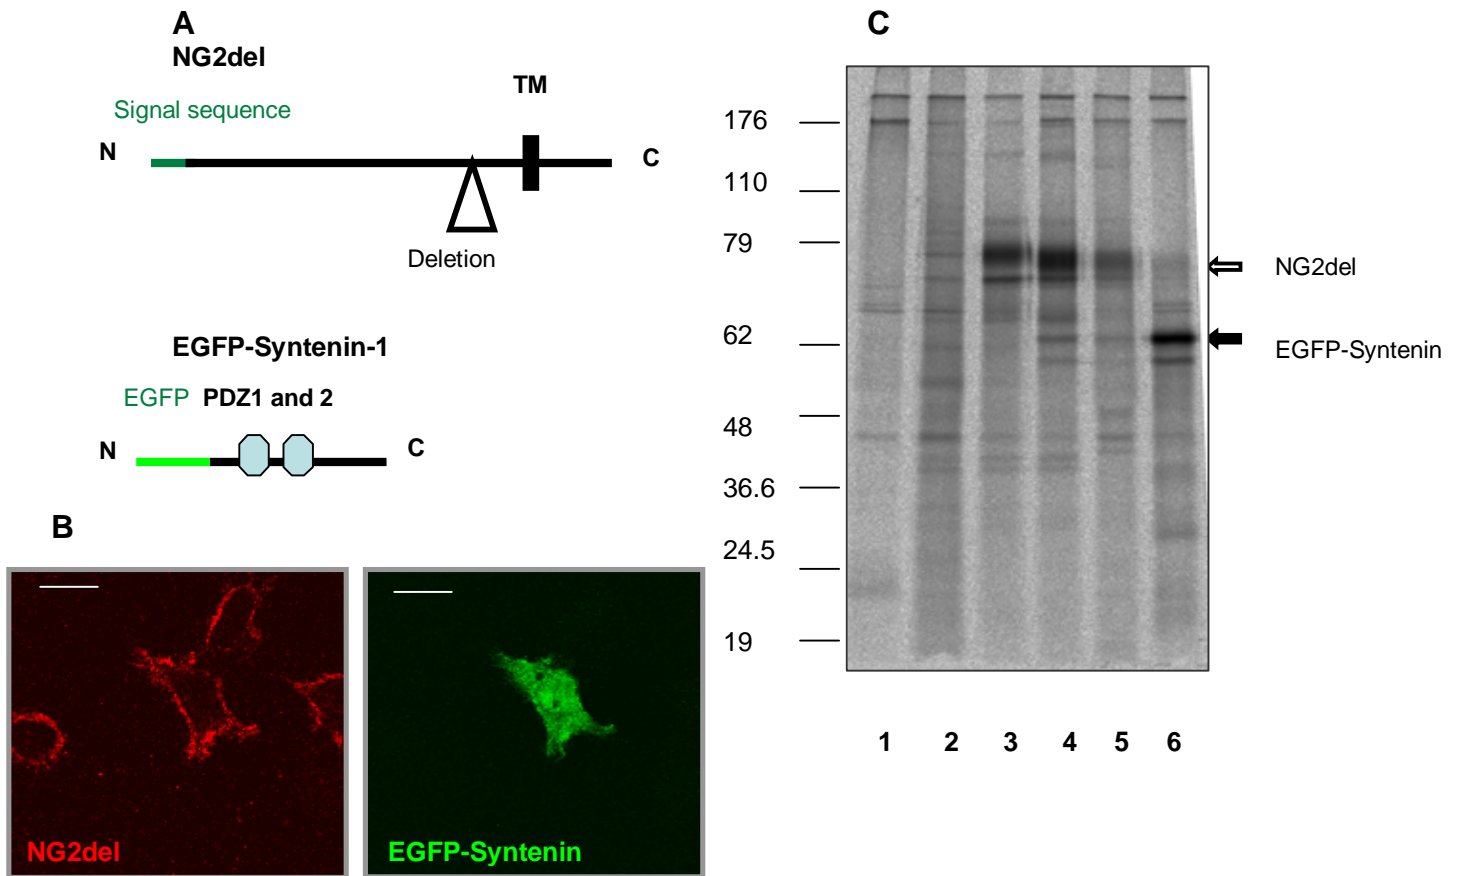 A
NG2del
TM
Signal sequence
N
C
Deletion
EGFP-Syntenin-1
EGFP PDZ1 and 2
N
C
B
NG2del
EGFP-Syntenin
C
176
110
79
62
48
36.6
24.5
19
NG2del
EGFP-Syntenin
1 2 3 4 5 6